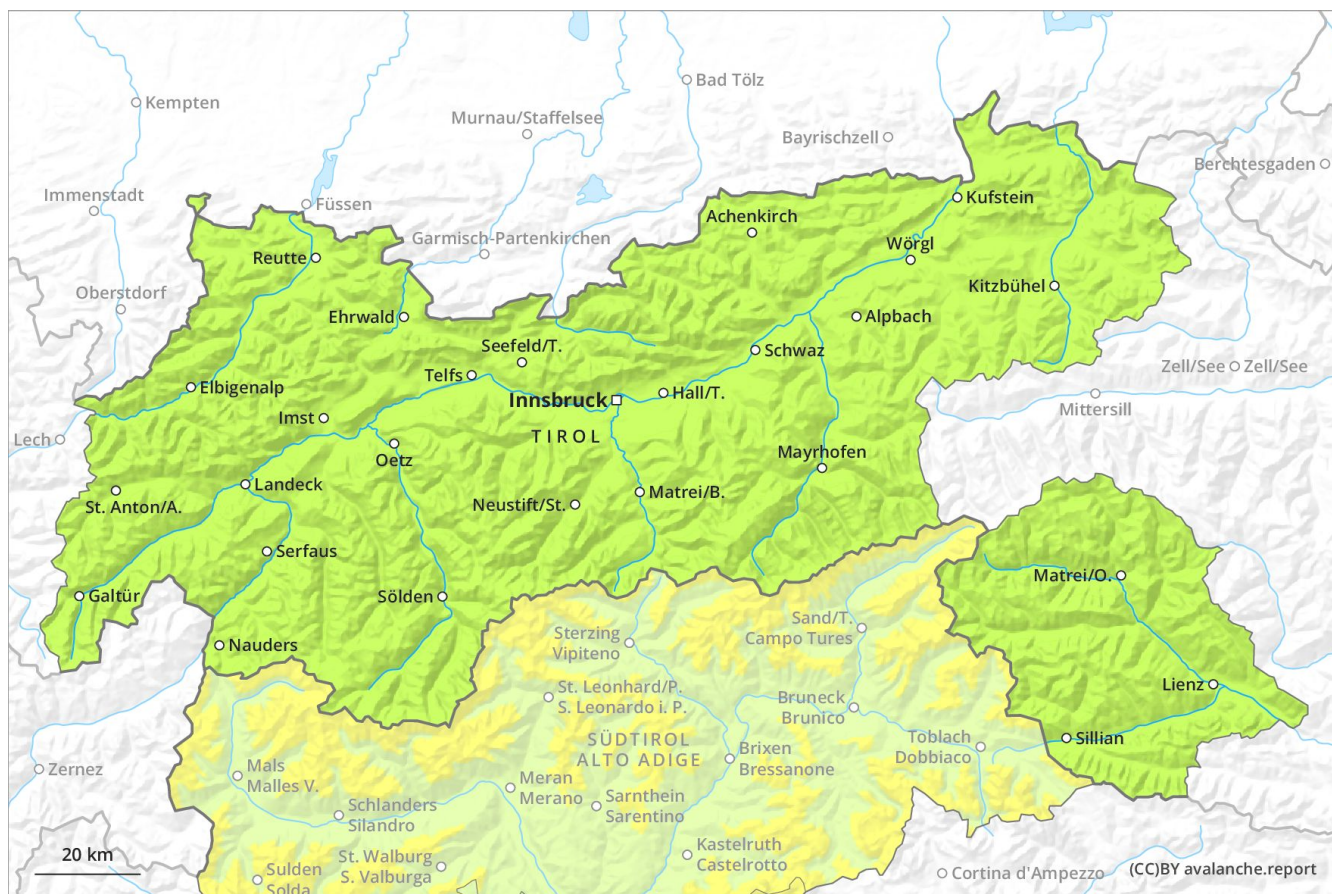 Kempten
Bad Tölz
Murnau/Staffelsee
Bayrischzell
Berchtesgaden
Immenstadt
Füssen
Kufstein
Achenkirch
Garmisch-Partenkirchen
Wörgl
Reutte
Kitzbühel
Oberstdorf
Ehrwald
Alpbach
Seefeld/T.
Schwaz
Telfs
Zell/See
Zell/See
Elbigenalp
Hall/T.
Innsbruck
Mittersill
Imst
TIROL
Lech
Oetz
Mayrhofen
Landeck
St. Anton/A.
Neustift/St.
Matrei/B.
Serfaus
Matrei/O.
Galtür
Sölden
Sand/T.
Campo Tures
Sterzing
Vipiteno
Nauders
Lienz
St. Leonhard/P.
S. Leonardo i. P.
Bruneck
Brunico
Sillian
Toblach
Dobbiaco
SÜDTIROL
ALTO ADIGE
Brixen
Bressanone
Zernez
Mals
Malles V.
Meran
Merano
Sarnthein
Sarentino
Schlanders
Silandro
Kastelruth
Castelrotto
20 km
St. Walburg
S. Valburga
Sulden
Solda
Cortina d'Ampezzo
(CC)BY avalanche.report